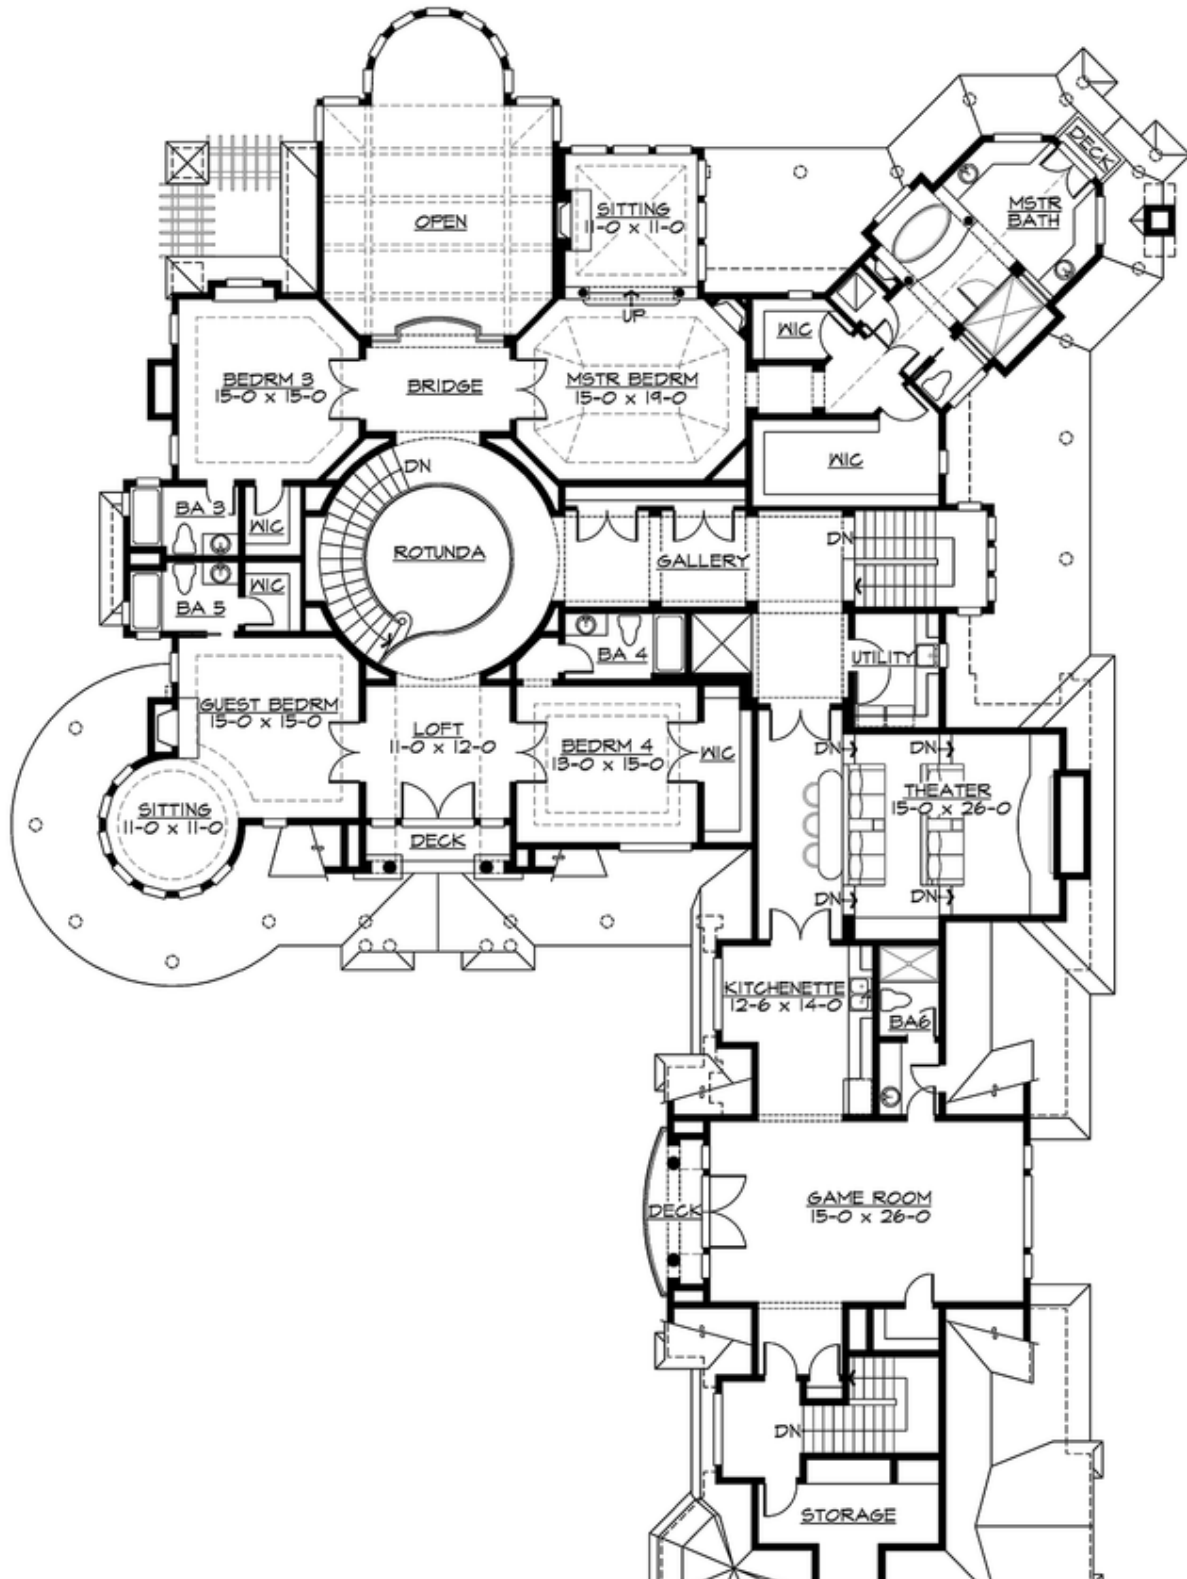 DECK
MSTR
BATH
OPEN
SITTING
11-0 x 11-0
UP
WIC
BEDRM 3
15-0 x 15-0
BRIDGE
MSTR BEDRM
15-0 x 19-0
DN
WIC
BA 3
WIC
ROTUNDA
GALLERY
DN
BA 5
WIC
BA 4
UTILITY
GUEST BEDRM
15-0 x 15-0
LOFT
11-0 x 12-0
BEDRM 4
13-0 x 15-0
WIC
DN
DN
THEATER
15-0 x 26-0
SITTING
11-0 x 11-0
DECK
DN
DN
KITCHENETTE
12-6 x 14-0
BA6
GAME ROOM
15-0 x 26-0
DECK
DN
STORAGE